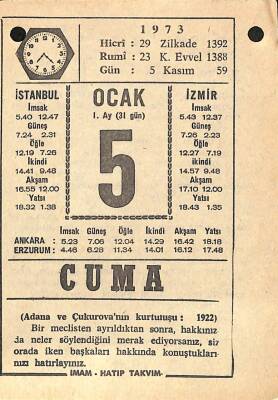 1973
Hicrî : 29 Zilkade 1392
Rumî : 23 K. Evvel 1388
Gün : 5 Kasım 59
İSTANBUL
İmsak
5.40 12.47
Güneş
7.24 2.31
Öğle
12.19 7.26
İkindi
14.41 9.48
Akşam
16.55 12.00
Yatsı
18.32 1.38
OCAK
1. Ay (31 gün)
5
İZMİR
İmsak
5.43 12.37
Güneş
7.23 2.15
Öğle
12.26
İkindi
14.57 9.48
Akşam
17.10 12.00
Yatsı
18.43 1.35
İmsak Güneş Öğle İkindi Akşam Yatsı
ANKARA : 5.23 7.06 12.04 14.29 16.42 18.18
ERZURUM : 4.46 6.28 11.34 14.01 16.12 17.48
CUMA
(Adana ve Çukurova'nın kurtutuşu : 1922)
Bir meclisten ayrıldıktan sonra, hakkınız
da neler söylendiğini merak ediyorsanız, siz
orada iken başkaları hakkında konuştukları-
nızı hatırlayınız.
İMAM - HATİP TAKVİM